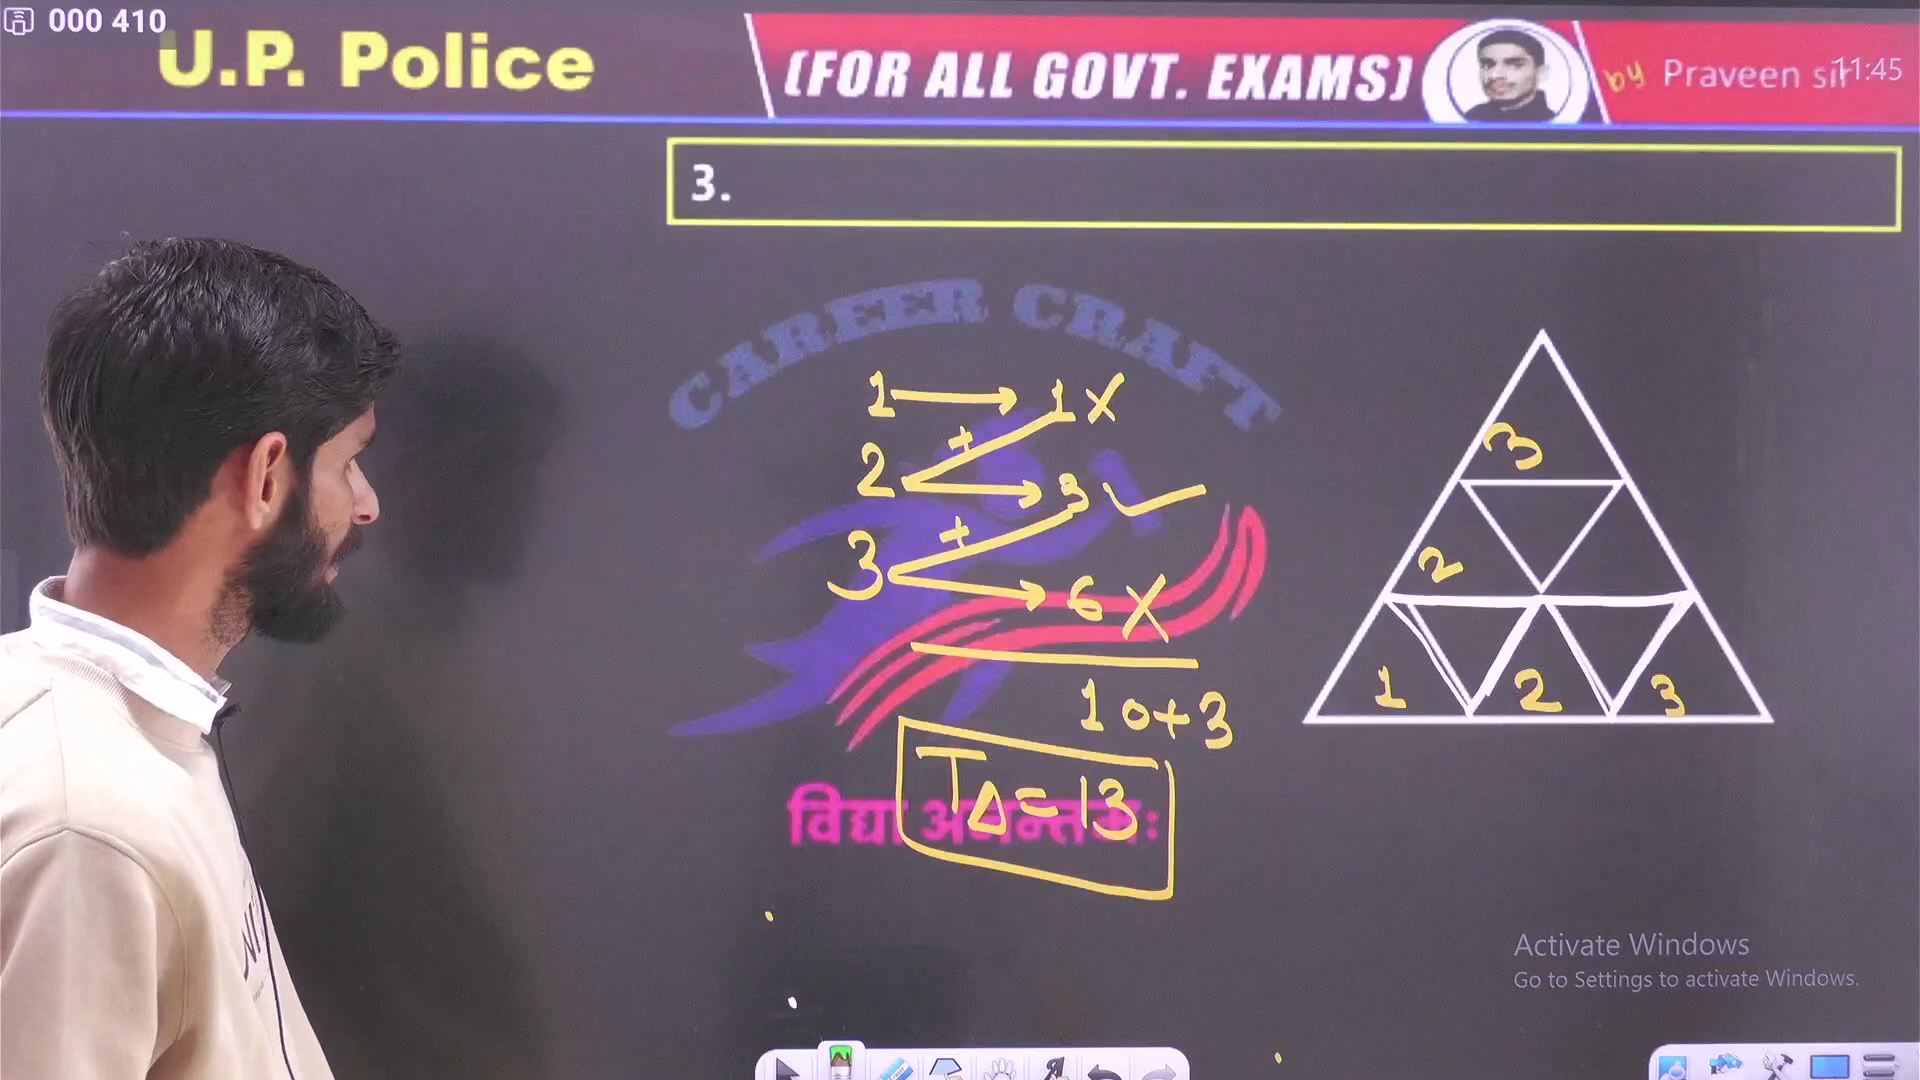 000 410
U.P. Police
(FOR ALL GOVT. EXAMS)
by Praveen sir
11:45
3.
CAREER CRAFT
1 → 1 X
+
2 → 3 ✓
+
3 → 6 X
10+3
TΔ=13
विद्या
3
2
1 2 3
Activate Windows
Go to Settings to activate Windows.